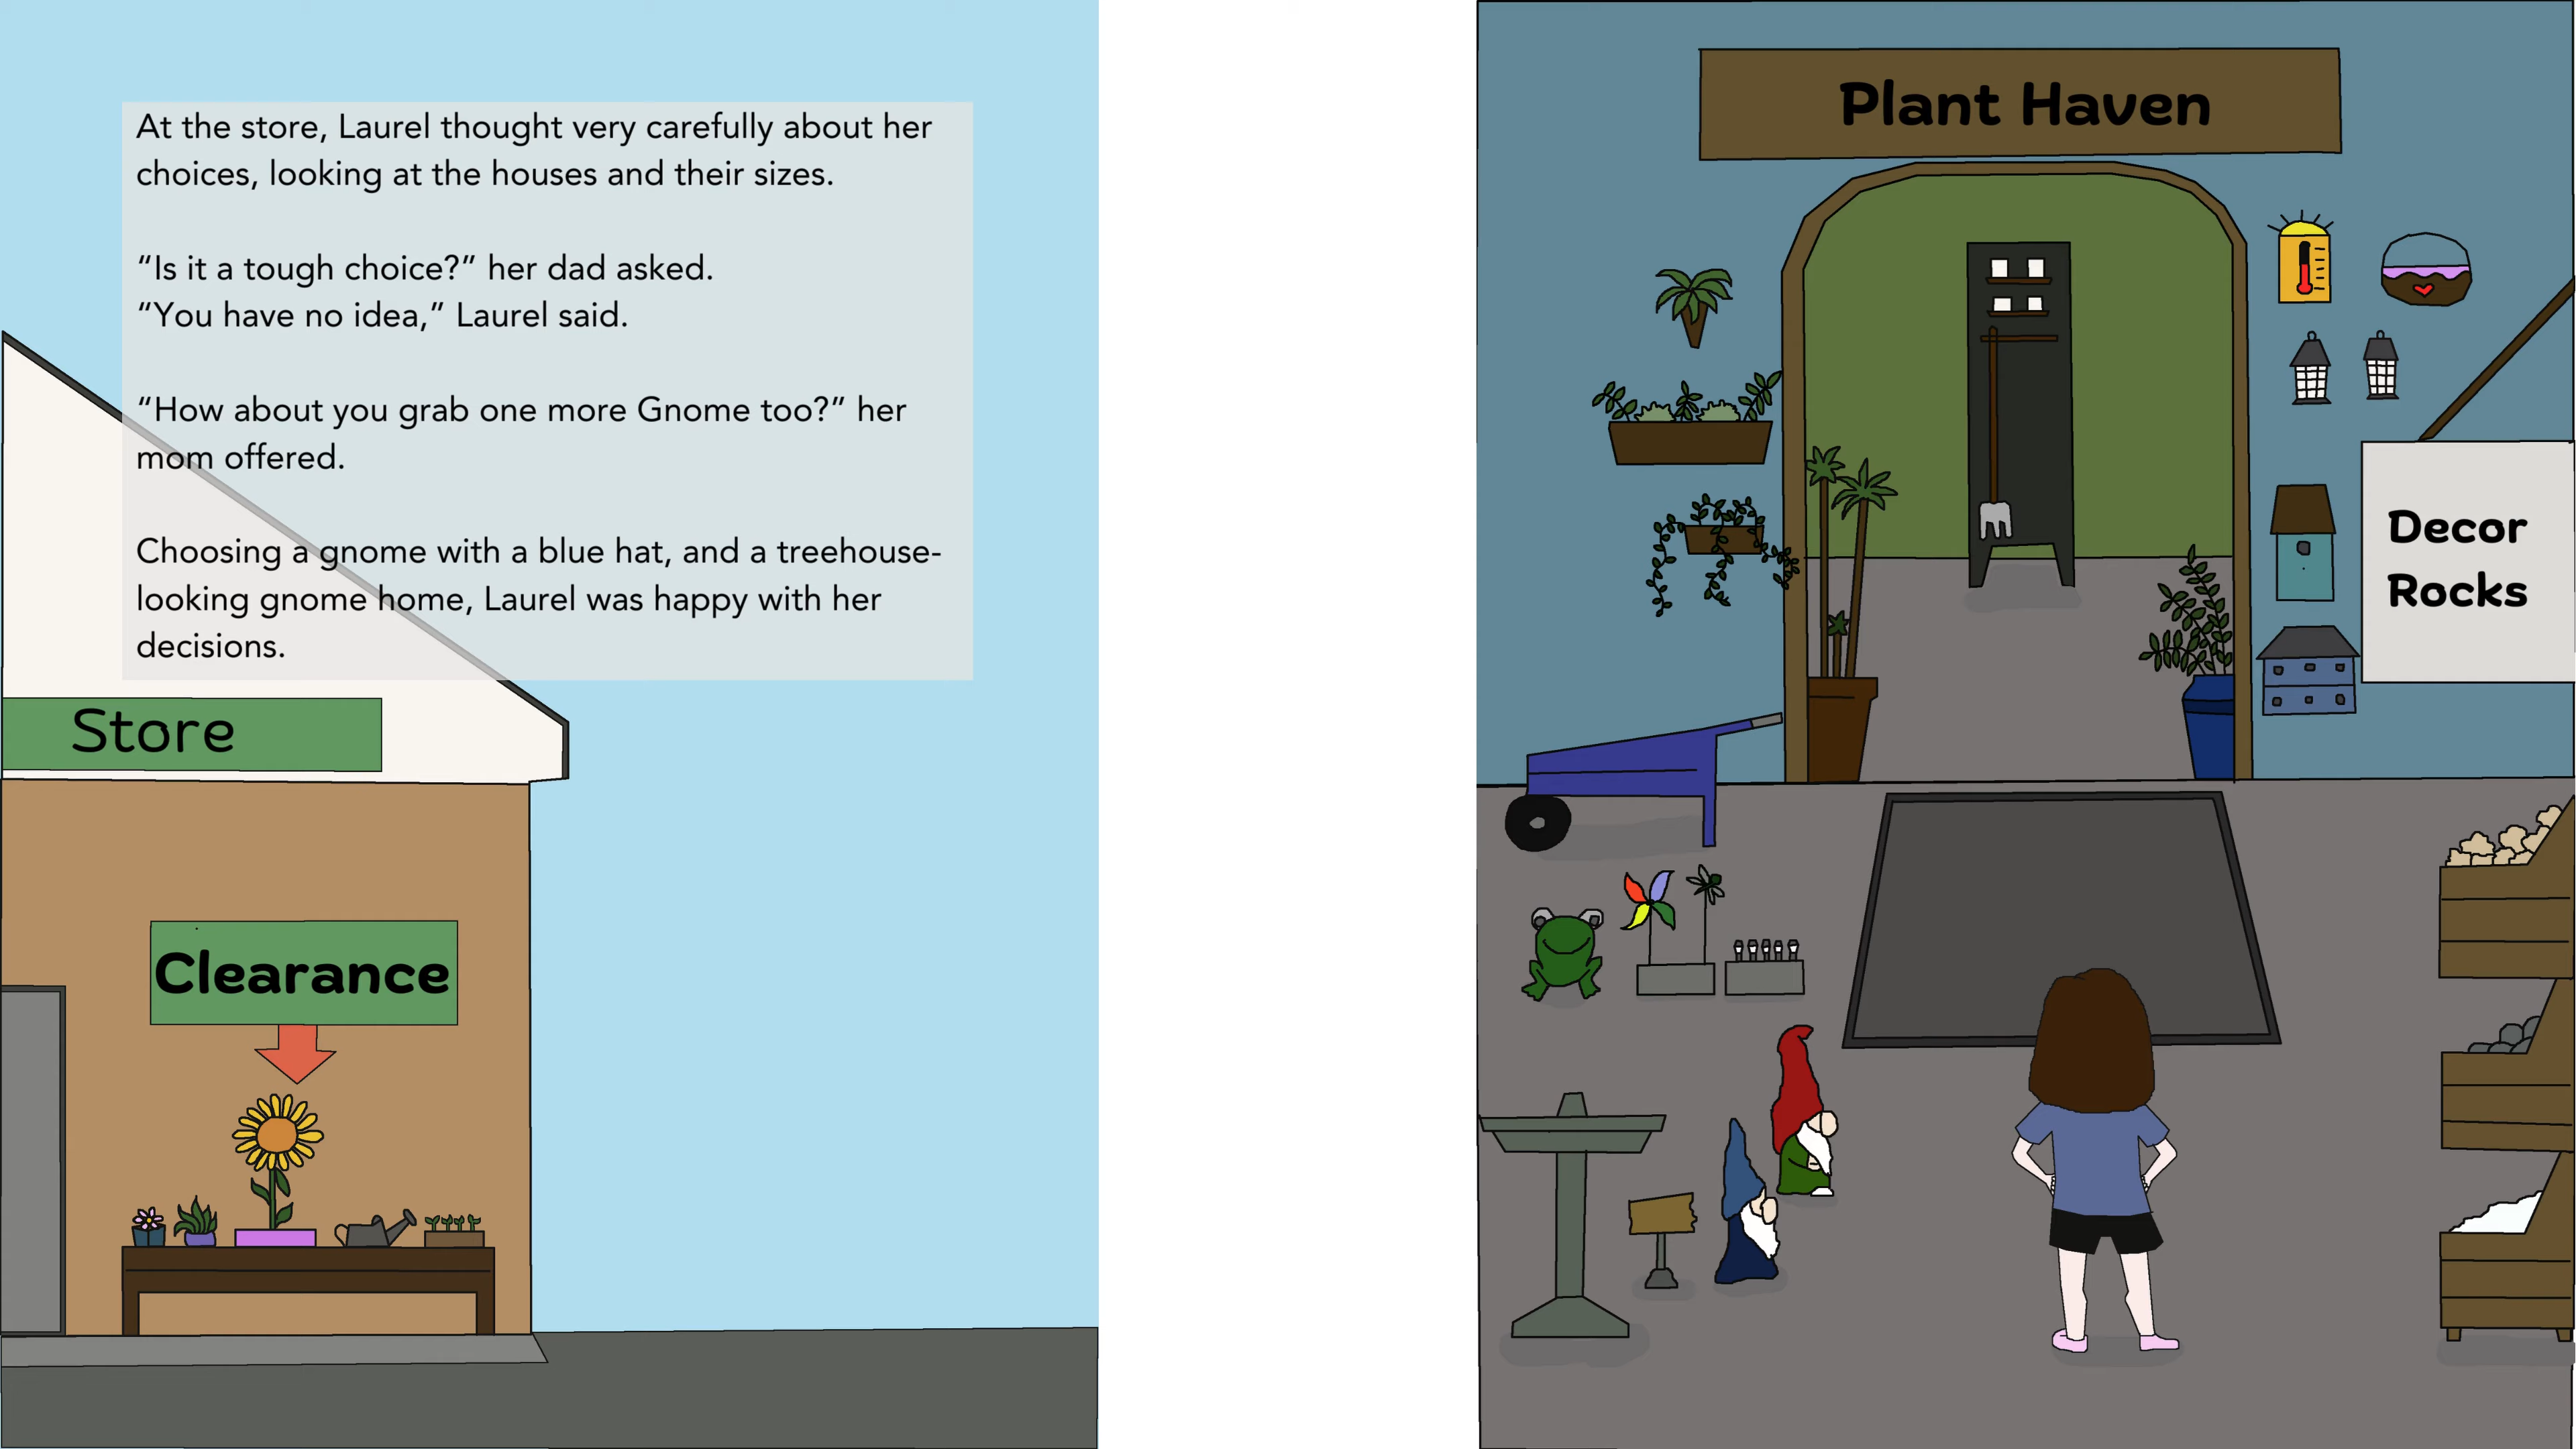 At the store, Laurel thought very carefully about her
choices, looking at the houses and their sizes.
“Is it a tough choice?” her dad asked.
“You have no idea,” Laurel said.
“How about you grab one more Gnome too?” her
mom offered.
Choosing a gnome with a blue hat, and a treehouse-
looking gnome home, Laurel was happy with her
decisions.
Store
Clearance
Plant Haven
Decor
Rocks